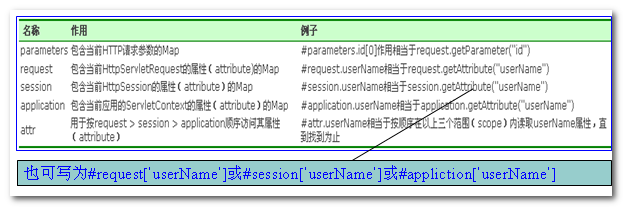 名称 作用 例子
parameters 包含当前HTTP请求参数的Map #parameters.id[0]作用相当于request.getParameter("id")
request 包含当前HttpServletRequest的属性（attribute)的Map #request.userName相当于request.getAttribute("userName")
session 包含当前HttpSession的属性（attribute）的Map #session.userName相当于session.getAttribute("userName")
application 包含当前应用的ServletContext的属性（attribute）的Map #application.userName相当于application.getAttribute("userName")
attr 用于按request > session > application顺序访问其属性（attribute） #attr.userName相当于按顺序在以上三个范围（scope）内读取userName属性，直到找到为止
也可写为#request['userName']或#session['userName']或#appliction['userName']